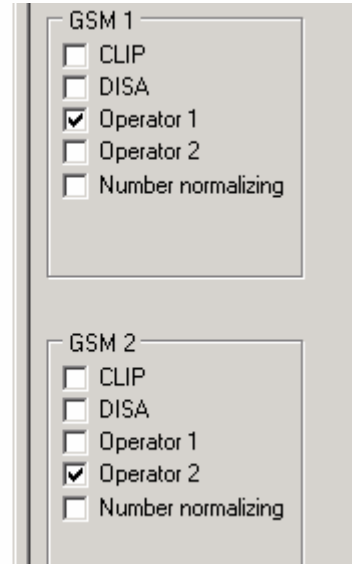 GSM 1
CLIP
DISA
Operator 1
Operator 2
Number normalizing
GSM 2
CLIP
DISA
Operator 1
Operator 2
Number normalizing